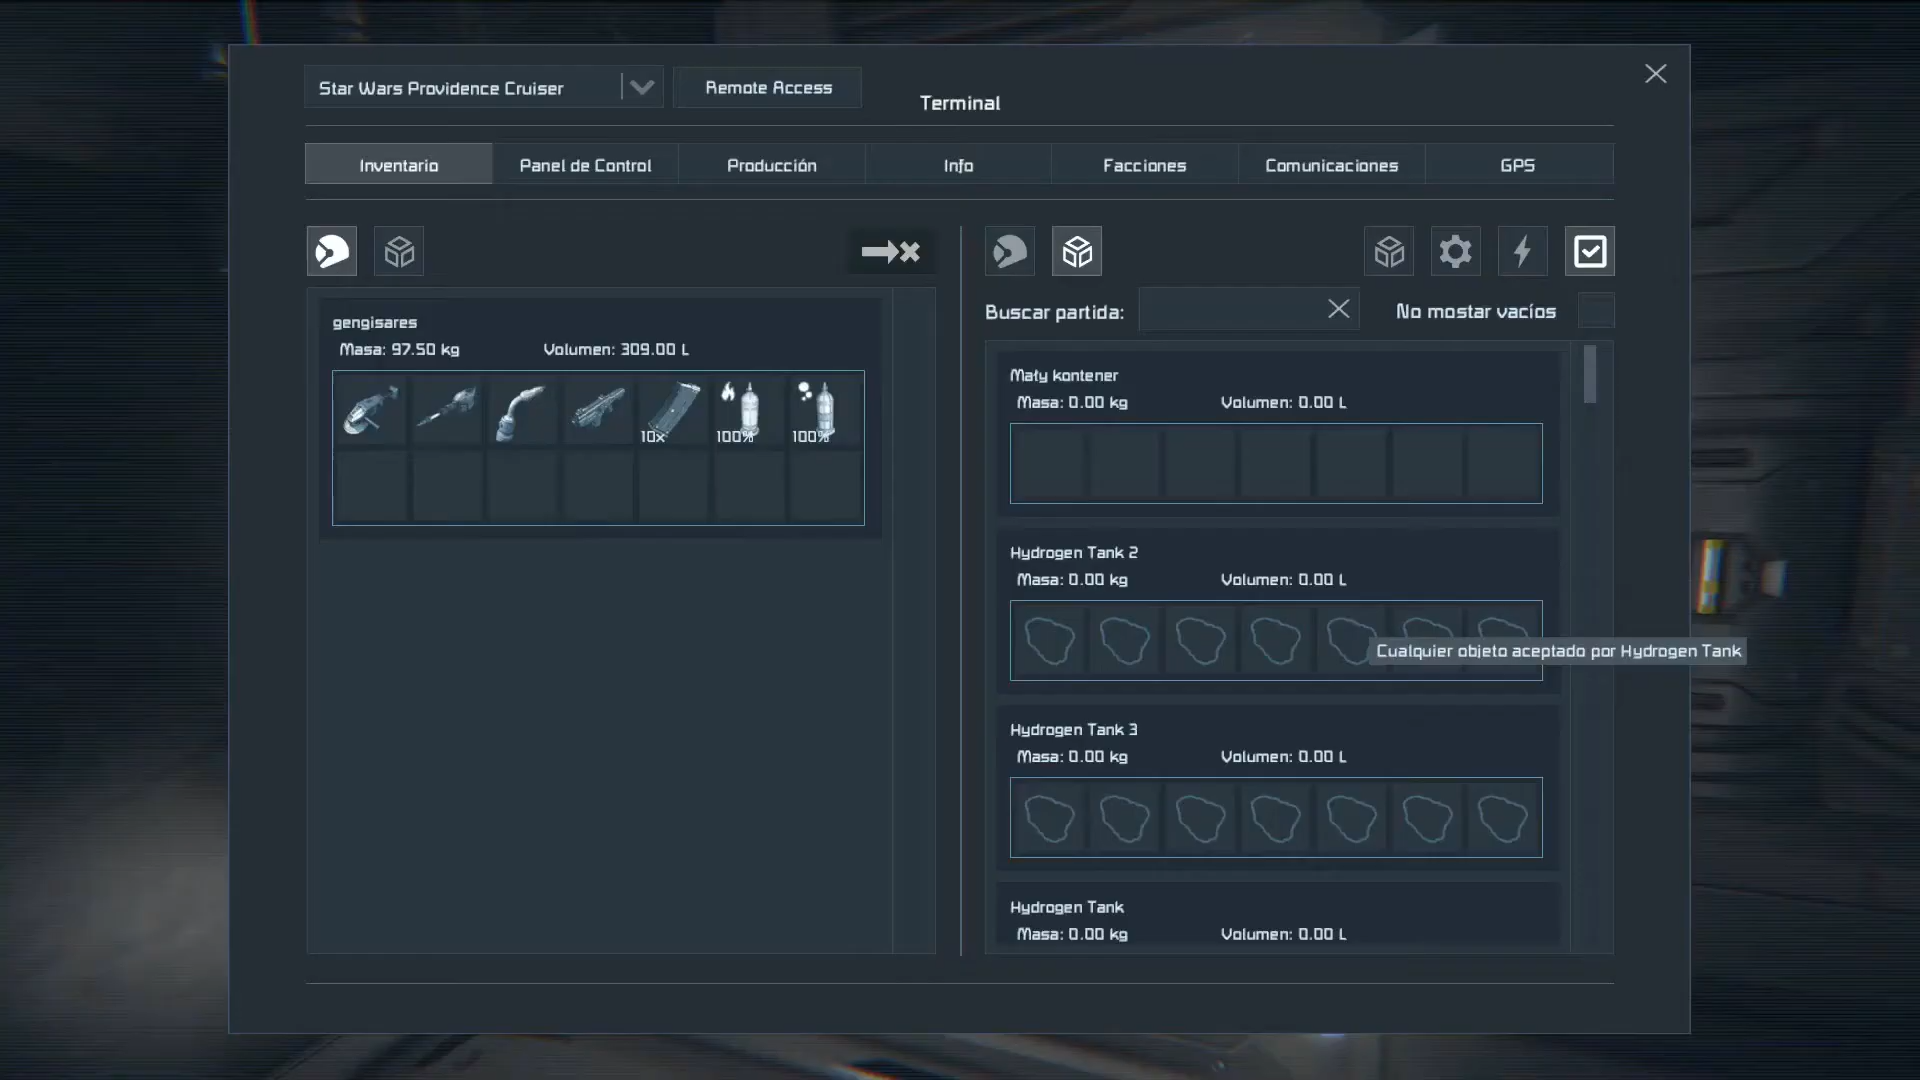 Star Wars Providence Cruiser
Remote Access
Terminal
Inventario
Panel de Control
Producción
Info
Facciones
Comunicaciones
GPS
gengisares
Masa: 97.50 kg
Volumen: 309.00 L
10x
100%
100%
Buscar partida:
No mostar vacíos
Mały kontener
Masa: 0.00 kg
Volumen: 0.00 L
Hydrogen Tank 2
Masa: 0.00 kg
Volumen: 0.00 L
Cualquier objeto aceptado por Hydrogen Tank
Hydrogen Tank 3
Masa: 0.00 kg
Volumen: 0.00 L
Hydrogen Tank
Masa: 0.00 kg
Volumen: 0.00 L